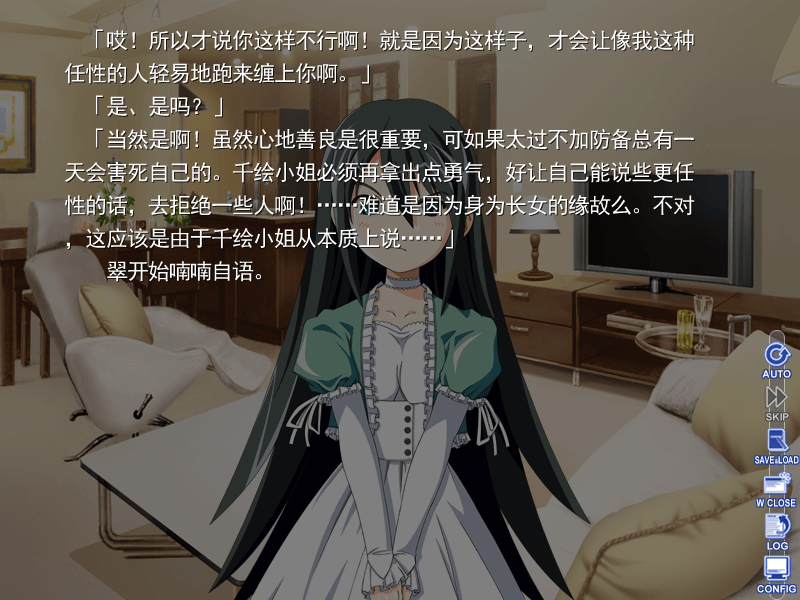 「哎！所以才说你这样不行啊！就是因为这样子，才会让像我这种
任性的人轻易地跑来缠上你啊。」
「是、是吗？」
「当然是啊！虽然心地善良是很重要，可如果太过不加防备总有一
天会害死自己的。千绘小姐必须再拿出点勇气，好让自己能说些更任
性的话，去拒绝一些人啊！……难道是因为身为长女的缘故么。不对
，这应该是由于千绘小姐从本质上说……」
翠开始喃喃自语。
AUTO
SKIP
SAVE&LOAD
W CLOSE
LOG
CONFIG